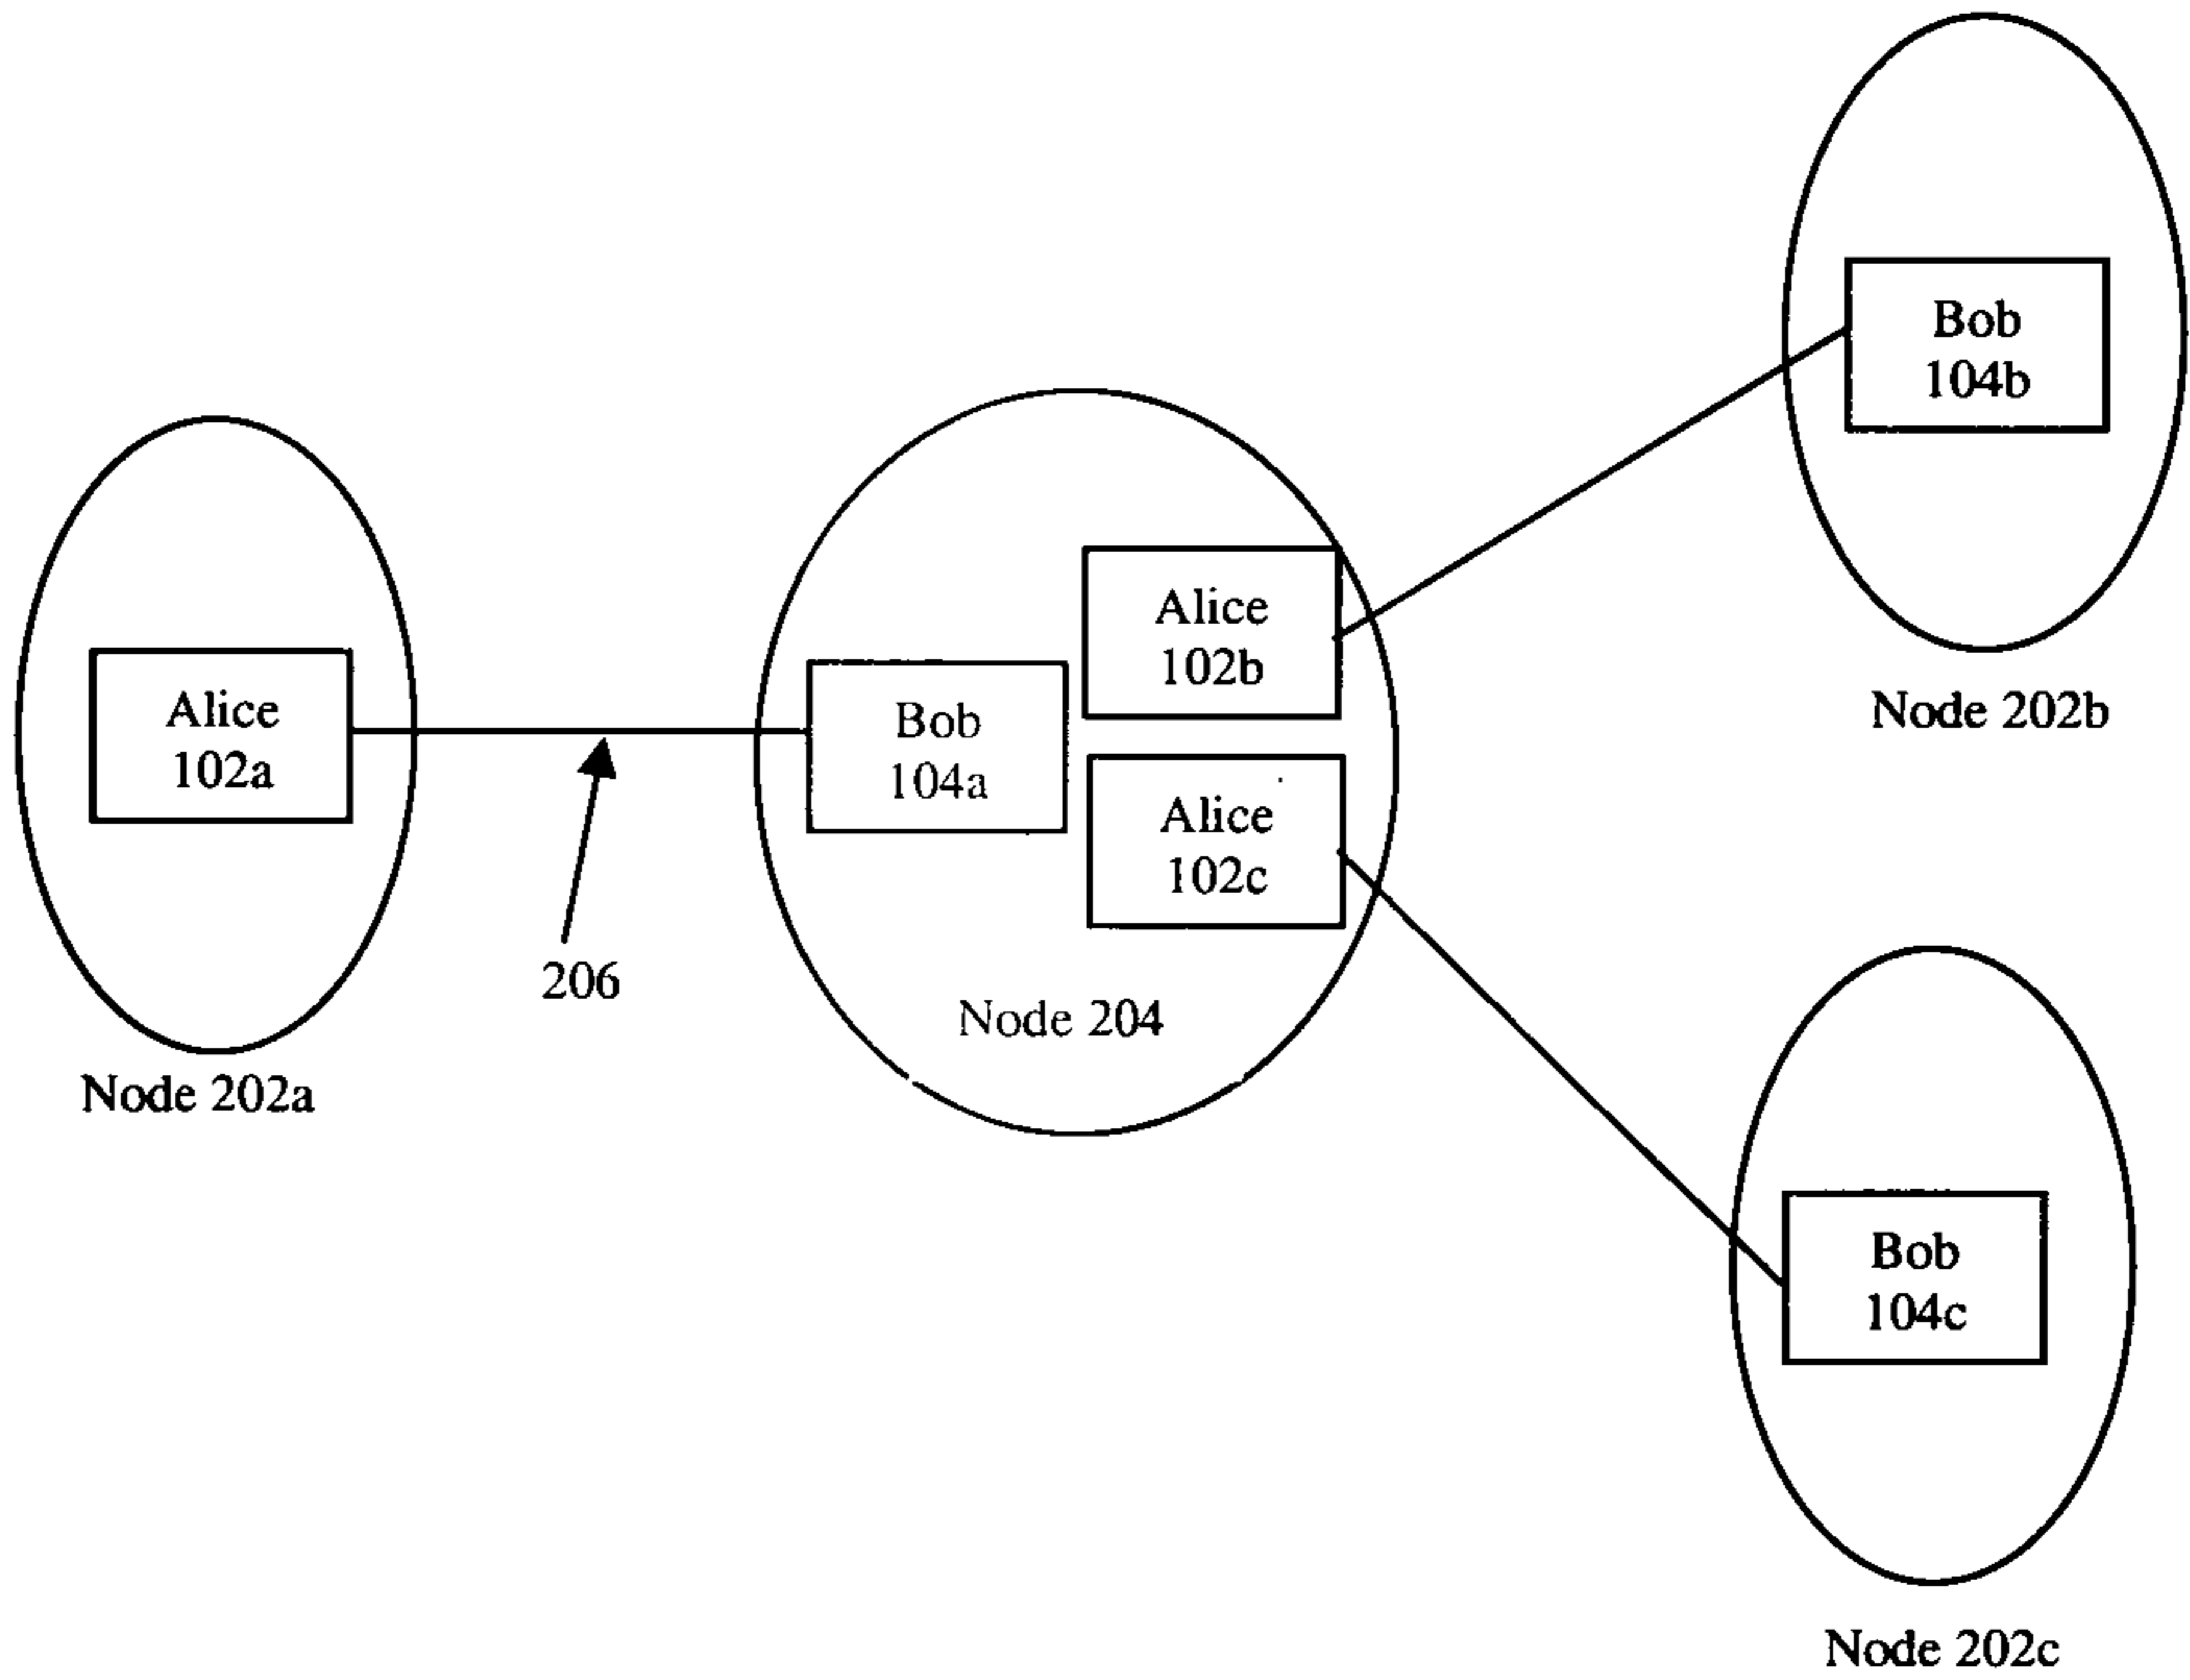 Alice
102a
Node 202a
206
Bob
104a
Alice
102b
Alice
102c
Node 204
Bob
104b
Node 202b
Bob
104c
Node 202c